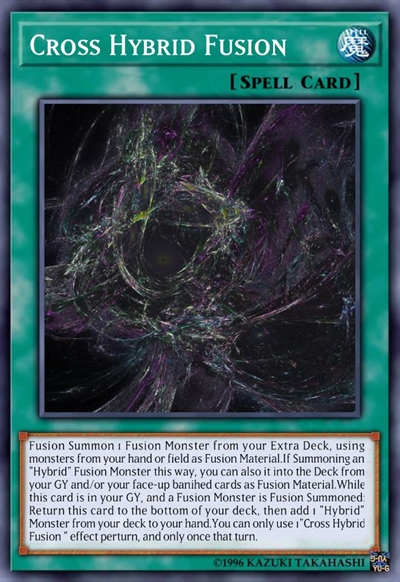 CROSS HYBRID FUSION
魔
[SPELL CARD]
Fusion Summon 1 Fusion Monster from your Extra Deck, using
monsters from your hand or field as Fusion Material.If Summoning an
"Hybrid" Fusion Monster this way, you can also it into the Deck from
your GY and/or your face-up banihed cards as Fusion Material.While
this card is in your GY, and a Fusion Monster is Fusion Summoned:
Return this card to the bottom of your deck, then add 1 "Hybrid"
Monster from your deck to your hand.You can only use 1"Cross Hybrid
Fusion " effect perturn, and only once that turn.
©1996 KAZUKI TAKAHASHI